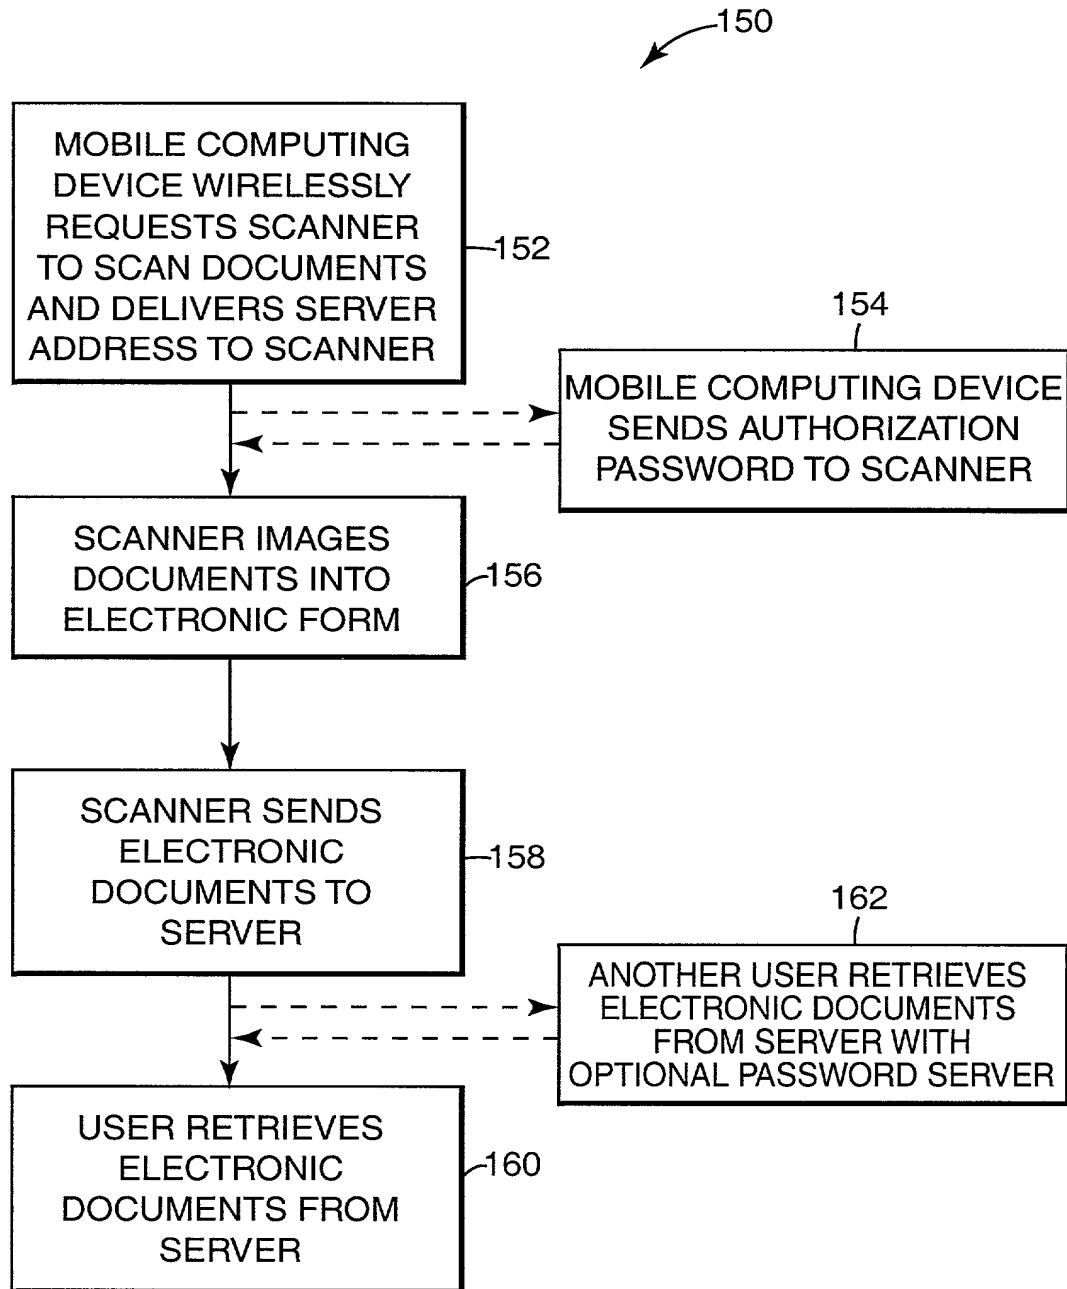 150
MOBILE COMPUTING
DEVICE WIRELESSLY
REQUESTS SCANNER
TO SCAN DOCUMENTS
AND DELIVERS SERVER
ADDRESS TO SCANNER
152
154
MOBILE COMPUTING DEVICE
SENDS AUTHORIZATION
PASSWORD TO SCANNER
SCANNER IMAGES
DOCUMENTS INTO
ELECTRONIC FORM
156
SCANNER SENDS
ELECTRONIC
DOCUMENTS TO
SERVER
158
162
ANOTHER USER RETRIEVES
ELECTRONIC DOCUMENTS
FROM SERVER WITH
OPTIONAL PASSWORD SERVER
USER RETRIEVES
ELECTRONIC
DOCUMENTS FROM
SERVER
160